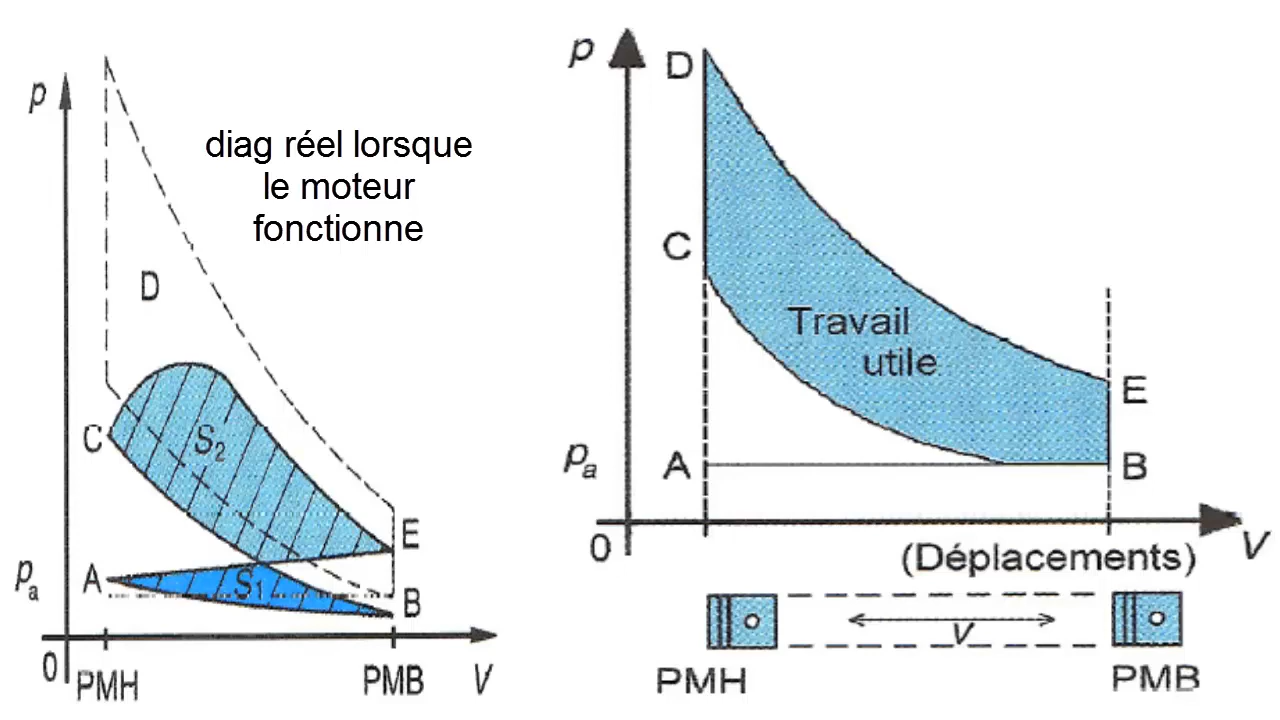 p
diag réel lorsque
le moteur
fonctionne
D
C
S2
E
A
S1
B
pa
0
PMH
PMB
V
p
D
C
Travail
utile
E
pa
A
B
0
(Déplacements)
V
V
PMH
PMB